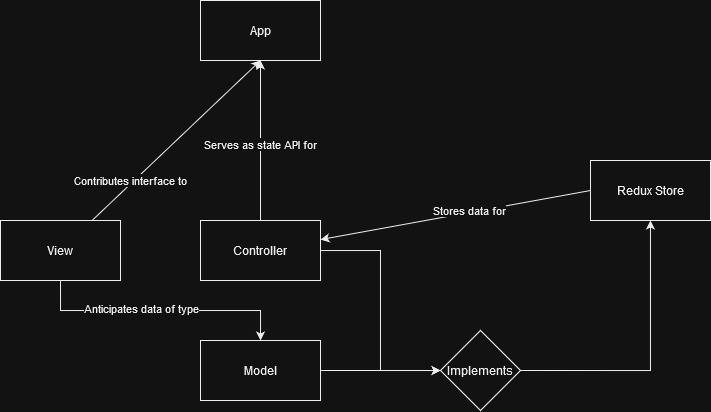 App
Serves as state API for
Contributes interface to
Redux Store
Stores data for
View
Controller
Anticipates data of type
Model
Implements